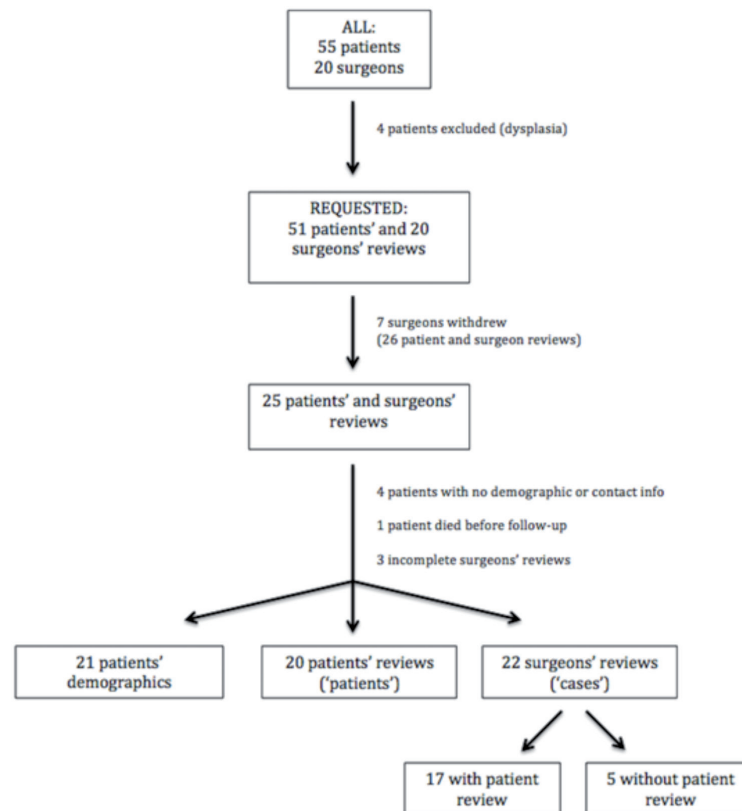 ALL:
55 patients
20 surgeons
4 patients excluded (dysplasia)
REQUESTED:
51 patients' and 20
surgeons' reviews
7 surgeons withdrew
(26 patient and surgeon reviews)
25 patients' and surgeons'
reviews
4 patients with no demographic or contact info
1 patient died before follow-up
3 incomplete surgeons' reviews
21 patients'
demographics
20 patients' reviews
('patients')
22 surgeons' reviews
('cases')
17 with patient
review
5 without patient
review